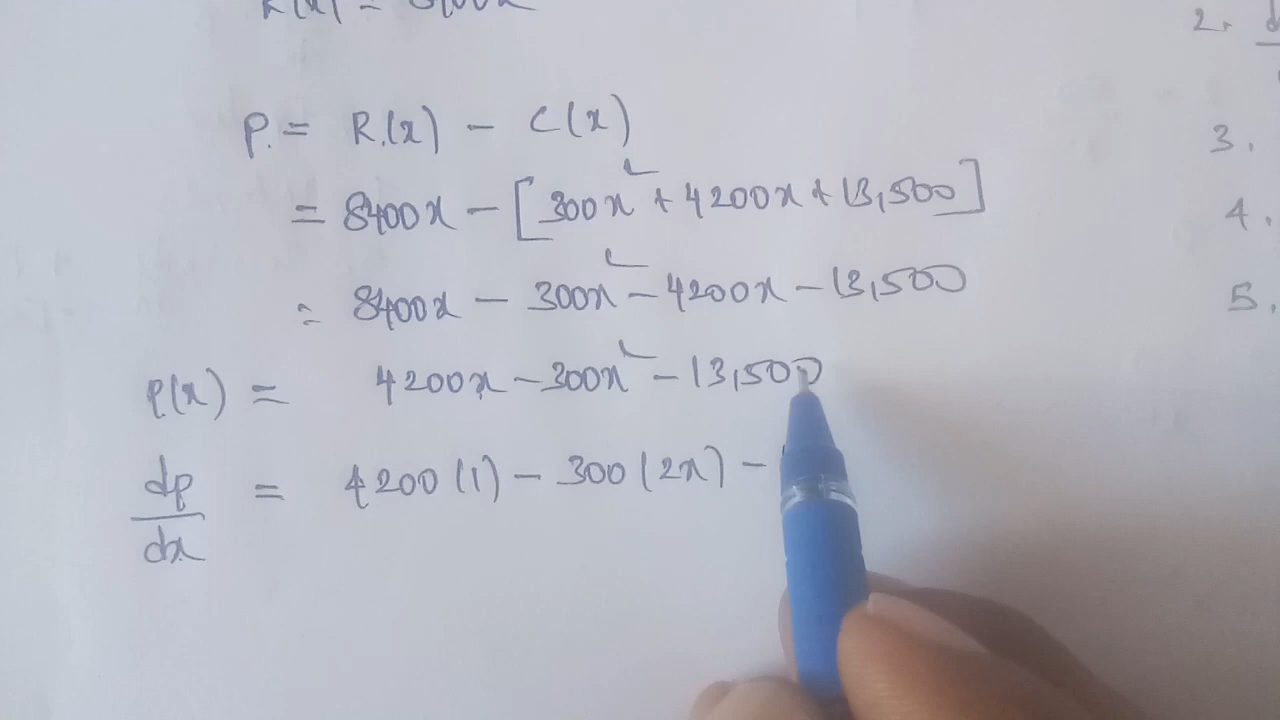 P. = R.(x) - C(x)
= 8400x - [300x² + 4200x + 13,500]
= 8400x - 300x² - 4200x - 13,500
P(x) = 4200x - 300x² - 13,500
dp/dx = 4200(1) - 300(2x) -
2.
3.
4.
5.